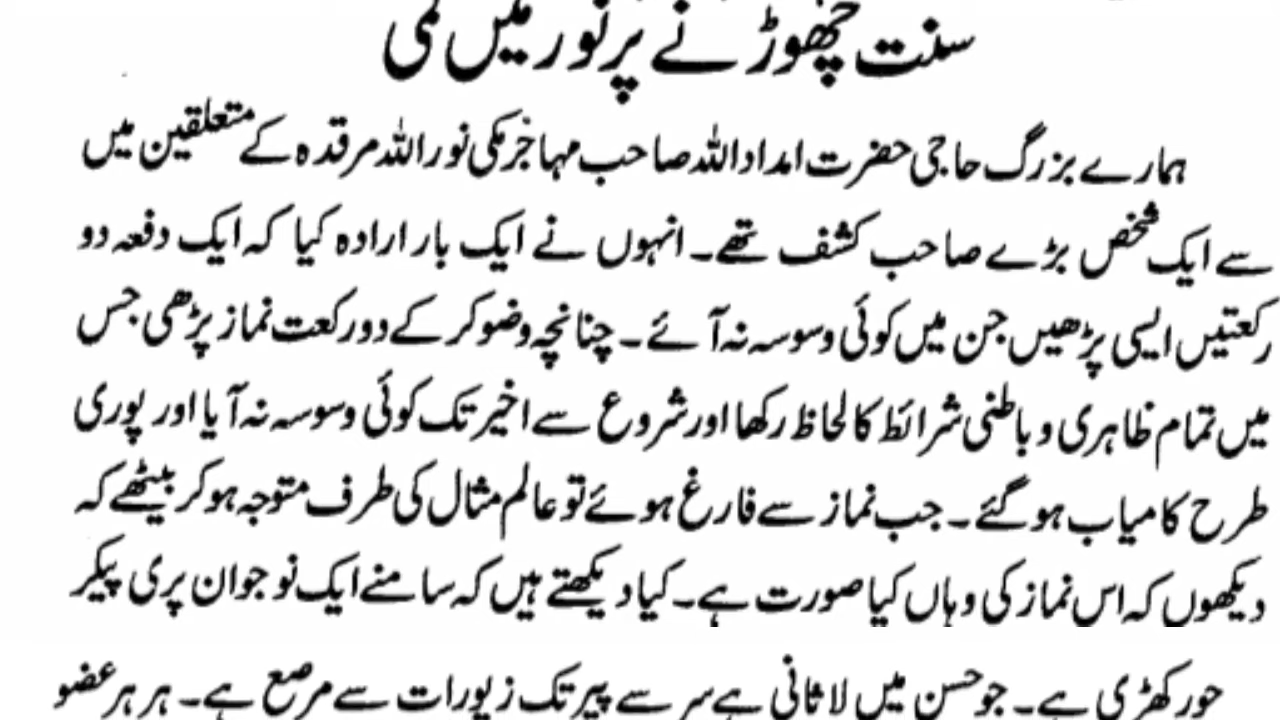 سنت چھوڑنے پر نور میں کمی
ہمارے بزرگ حاجی حضرت امداد اللہ صاحب مہاجر مکی نور اللہ مرقدہ کے متعلقین میں
سے ایک شخص بڑے صاحب کشف تھے۔ انہوں نے ایک بار ارادہ کیا کہ ایک دفعہ دو
رکعتیں ایسی پڑھیں جن میں کوئی وسوسہ نہ آئے۔ چنانچہ وضو کر کے دو رکعت نماز پڑھی جس
میں تمام ظاہری و باطنی شرائط کا لحاظ رکھا اور شروع سے اخیر تک کوئی وسوسہ نہ آیا اور پوری
طرح کامیاب ہو گئے۔ جب نماز سے فارغ ہوئے تو عالم مثال کی طرف متوجہ ہو کر بیٹھے کہ
دیکھوں کہ اس نماز کی وہاں کیا صورت ہے۔ کیا دیکھتے ہیں کہ سامنے ایک نوجوان پری پیکر
حور کھڑی ہے۔ جو حسن میں لاثانی ہے سر سے پیر تک زیورات سے مرصع ہے۔ ہر ہر عضو